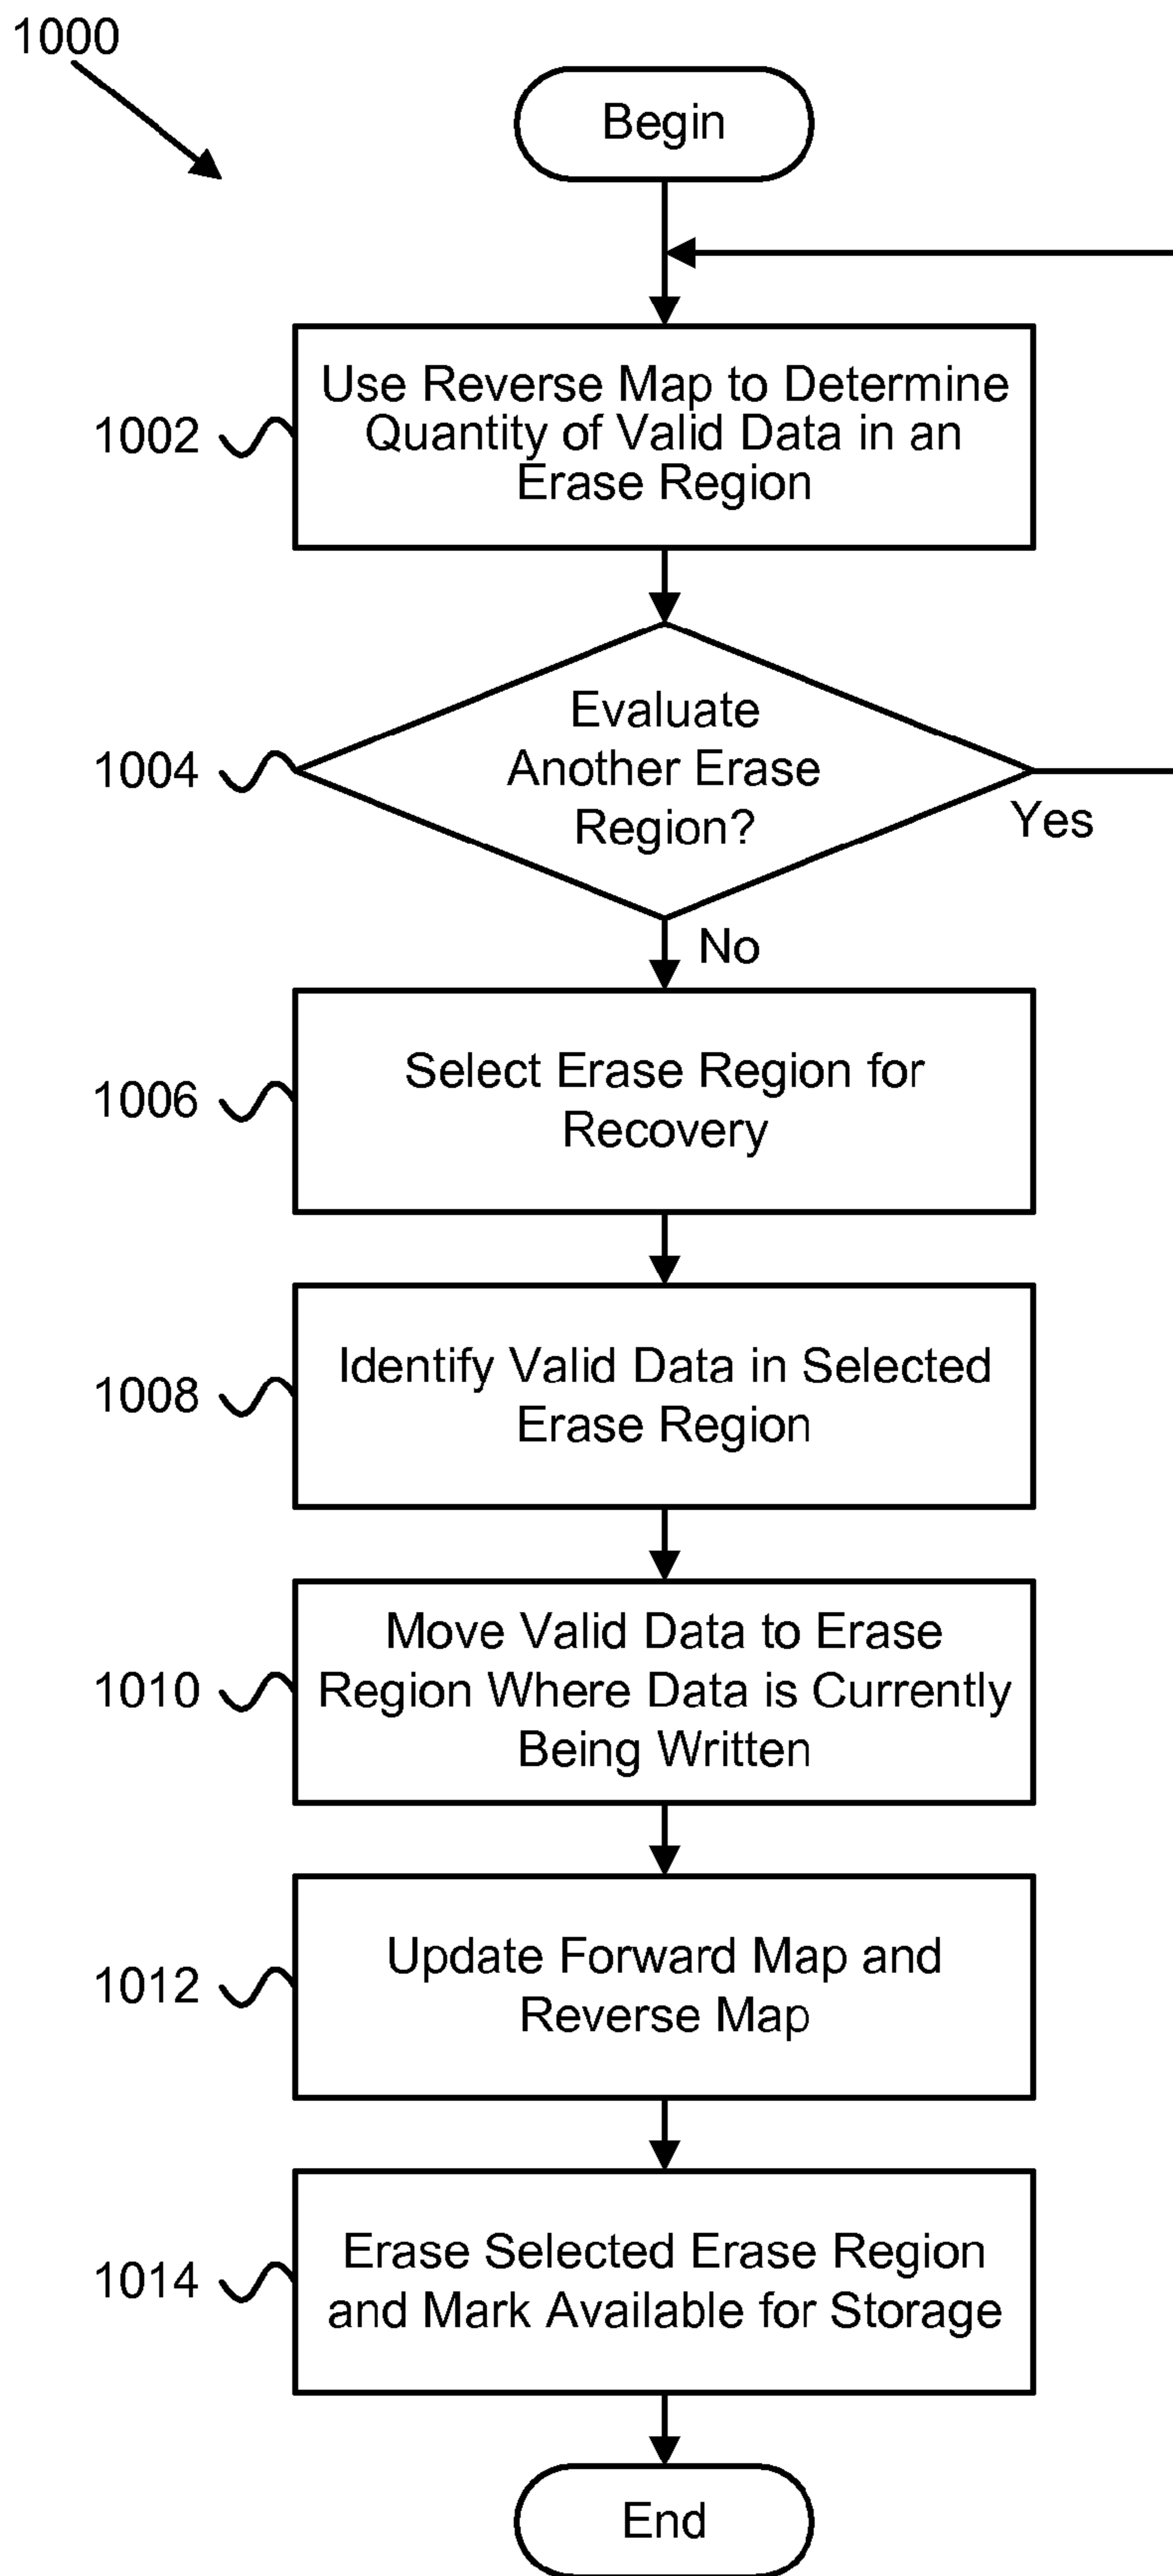 1000
Begin
1002
Use Reverse Map to Determine
Quantity of Valid Data in an
Erase Region
1004
Evaluate
Another Erase
Region?
Yes
No
1006
Select Erase Region for
Recovery
1008
Identify Valid Data in Selected
Erase Region
1010
Move Valid Data to Erase
Region Where Data is Currently
Being Written
1012
Update Forward Map and
Reverse Map
1014
Erase Selected Erase Region
and Mark Available for Storage
End